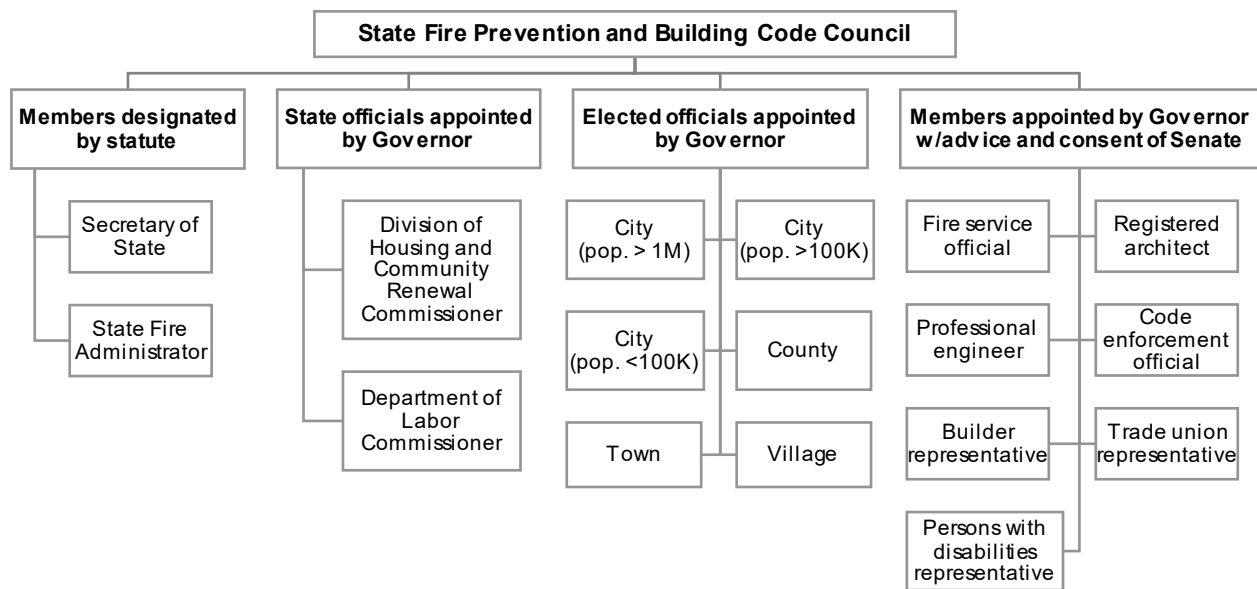 State Fire Prevention and Building Code Council
Members designated
by statute
Secretary of
State
State Fire
Administrator
State officials appointed
by Governor
Division of
Housing and
Community
Renewal
Commissioner
Department of
Labor
Commissioner
Elected officials appointed
by Governor
City
(pop. > 1M)
City
(pop. >100K)
City
(pop. <100K)
County
Town
Village
Members appointed by Governor
w/advice and consent of Senate
Fire service
official
Registered
architect
Professional
engineer
Code
enforcement
official
Builder
representative
Trade union
representative
Persons with
disabilities
representative